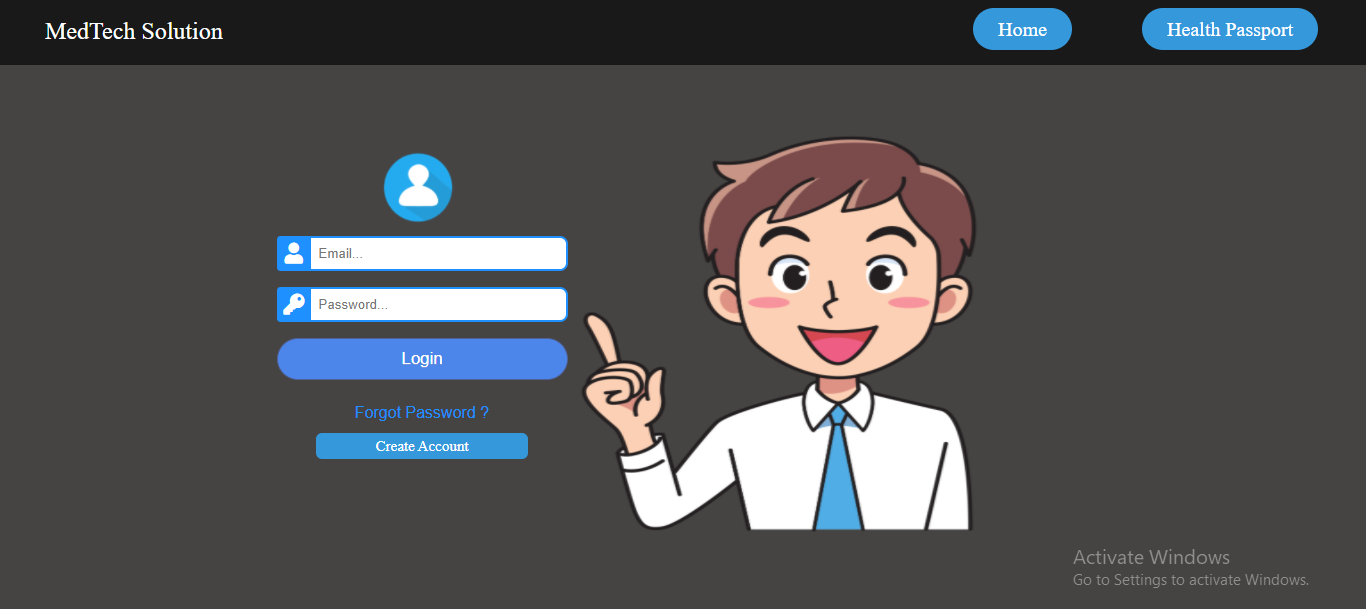 MedTech Solution
Home
Health Passport
Email...
Password...
Login
Forgot Password ?
Create Account
Activate Windows
Go to Settings to activate Windows.